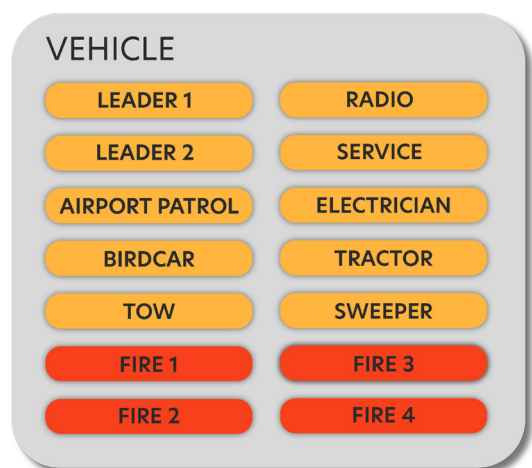 VEHICLE
LEADER 1
RADIO
LEADER 2
SERVICE
AIRPORT PATROL
ELECTRICIAN
BIRDCAR
TRACTOR
TOW
SWEEPER
FIRE 1
FIRE 3
FIRE 2
FIRE 4